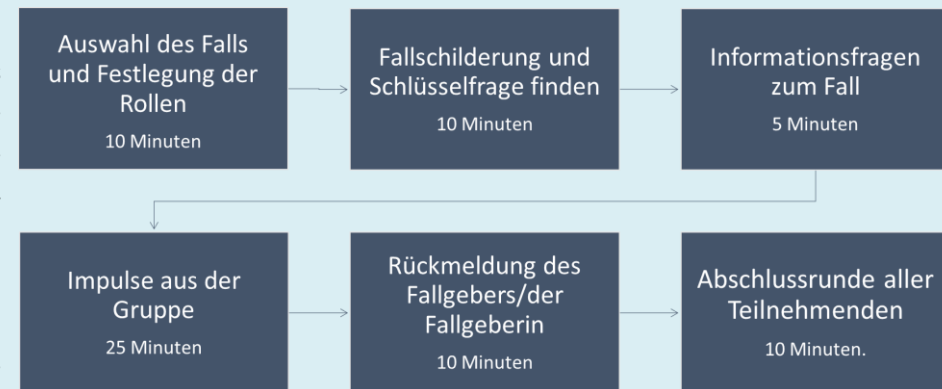 Auswahl des Falls
und Festlegung der
Rollen
10 Minuten
Fallschilderung und
Schlüsselfrage finden
10 Minuten
Informationsfragen
zum Fall
5 Minuten
Impulse aus der
Gruppe
25 Minuten
Rückmeldung des
Fallgebers/der
Fallgeberin
10 Minuten
Abschlussrunde aller
Teilnehmenden
10 Minuten.